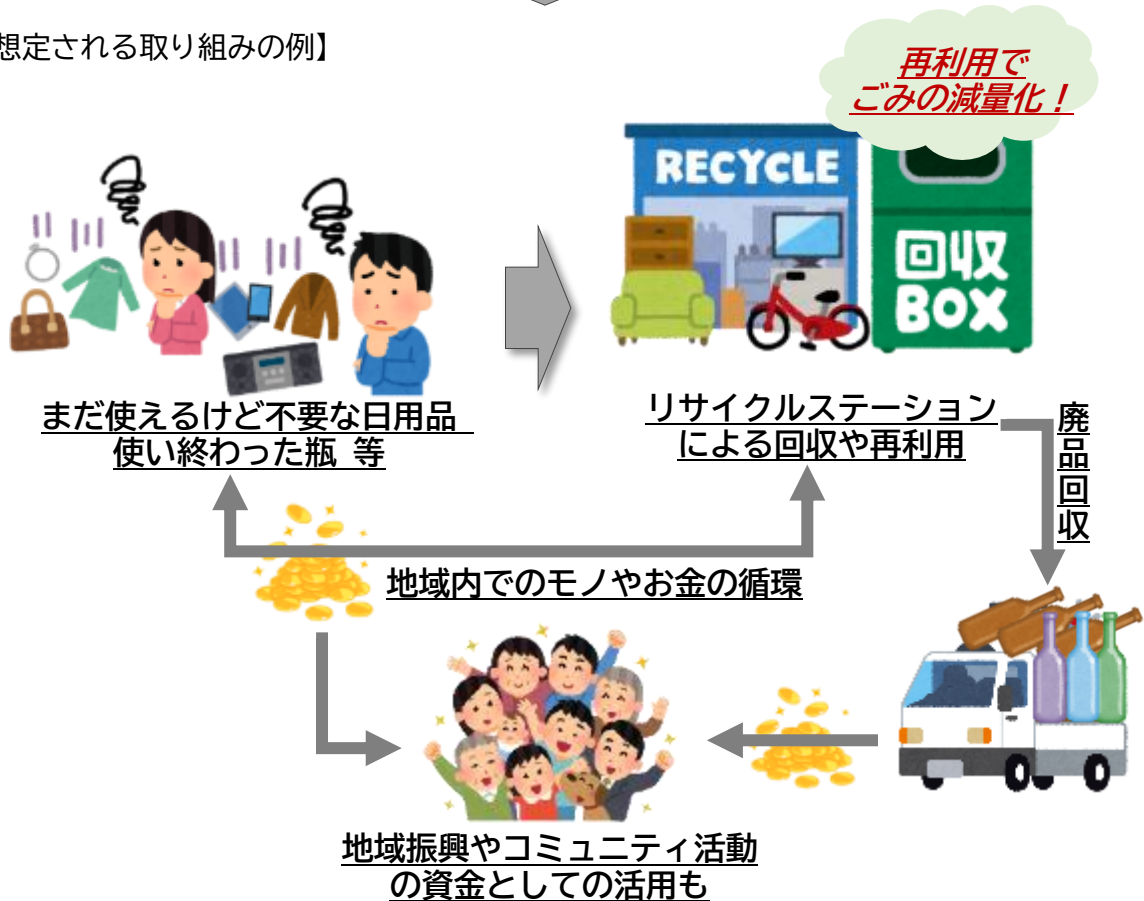 想定される取り組みの例】
再利用で
ごみの減量化！
RECYCLE
回収
BOX
まだ使えるけど不要な日用品
使い終わった瓶 等
リサイクルステーション
による回収や再利用
廃品回収
地域内でのモノやお金の循環
地域振興やコミュニティ活動
の資金としての活用も